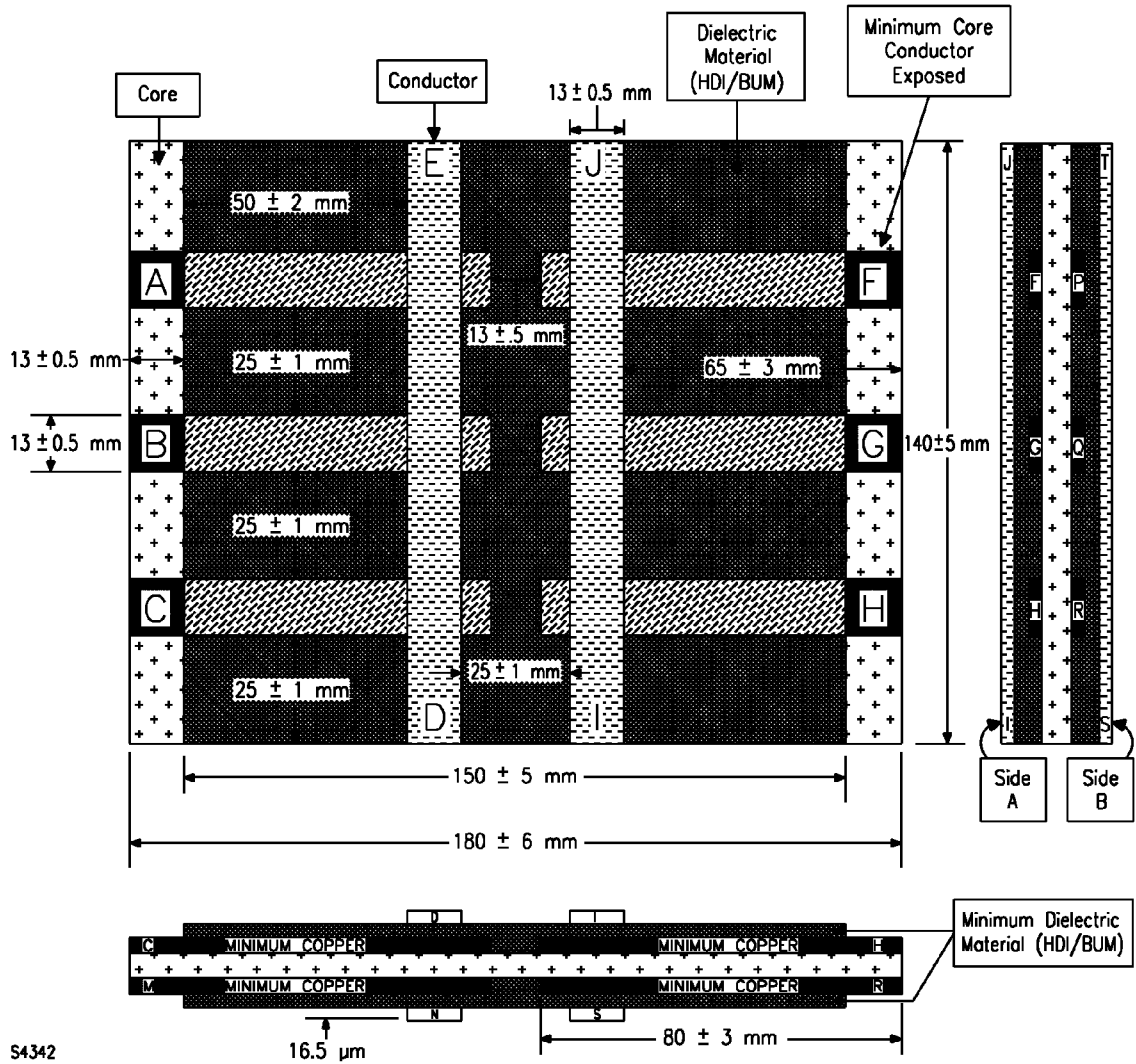 Core
Conductor
Dielectric
Material
(HDI/BUM)
Minimum Core
Conductor
Exposed
13 ± 0.5 mm
E
J
J
T
50 ± 2 mm
A
F
F
P
13 ± .5 mm
13 ± 0.5 mm
25 ± 1 mm
65 ± 3 mm
B
13 ± 0.5 mm
G
140±5 mm
G
Q
25 ± 1 mm
C
H
H
R
25 ± 1 mm
25 ± 1 mm
D
I
I
S
Side
A
Side
B
150 ± 5 mm
180 ± 6 mm
D
I
C
MINIMUM COPPER
MINIMUM COPPER
H
M
MINIMUM COPPER
MINIMUM COPPER
R
N
S
Minimum Dielectric
Material (HDI/BUM)
80 ± 3 mm
16.5 µm
S4342